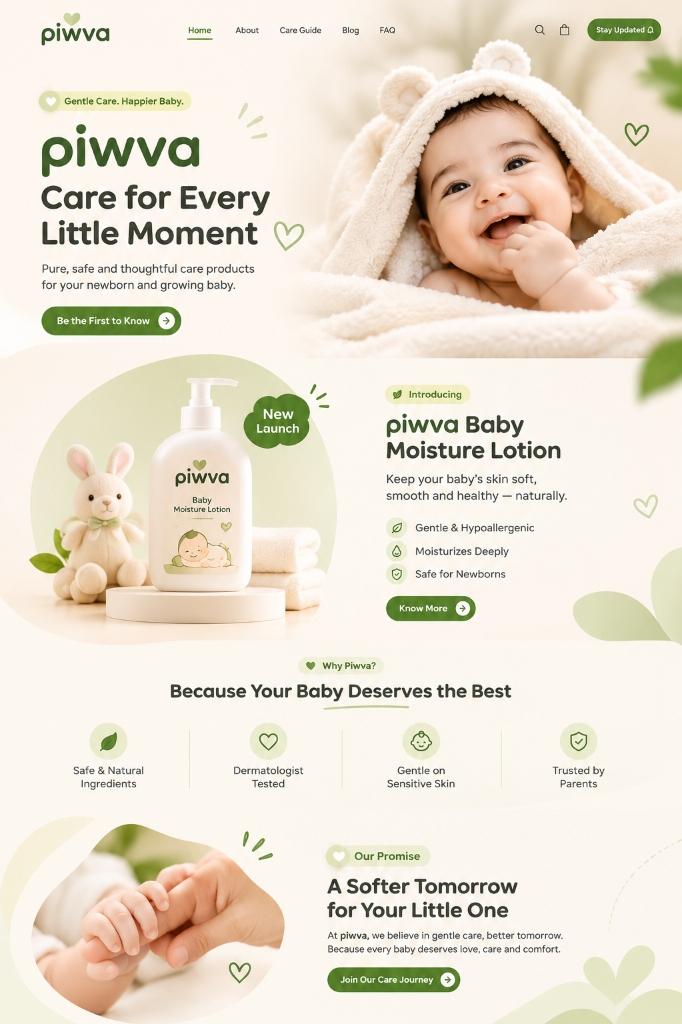 piwva
Home
About
Care Guide
Blog
FAQ
Stay Updated
Gentle Care. Happier Baby.
piwva
Care for Every
Little Moment
Pure, safe and thoughtful care products
for your newborn and growing baby.
Be the First to Know
New
Launch
piwva
Baby
Moisture Lotion
Introducing
piwva Baby
Moisture Lotion
Keep your baby's skin soft,
smooth and healthy — naturally.
Gentle & Hypoallergenic
Moisturizes Deeply
Safe for Newborns
Know More
Why Piwva?
Because Your Baby Deserves the Best
Safe & Natural
Ingredients
Dermatologist
Tested
Gentle on
Sensitive Skin
Trusted by
Parents
Our Promise
A Softer Tomorrow
for Your Little One
At piwva, we believe in gentle care, better tomorrow.
Because every baby deserves love, care and comfort.
Join Our Care Journey